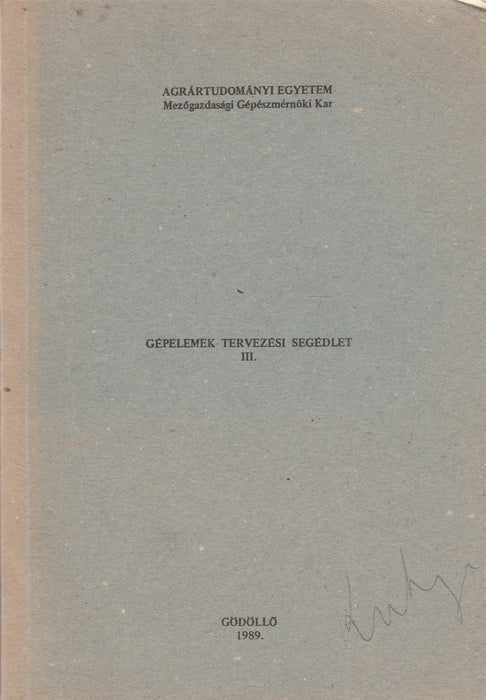 AGRÁRTUDOMÁNYI EGYETEM
Mezőgazdasági Gépészmérnöki Kar
GÉPELEMEK TERVEZÉSI SEGÉDLET
III.
GÖDÖLLŐ
1989.